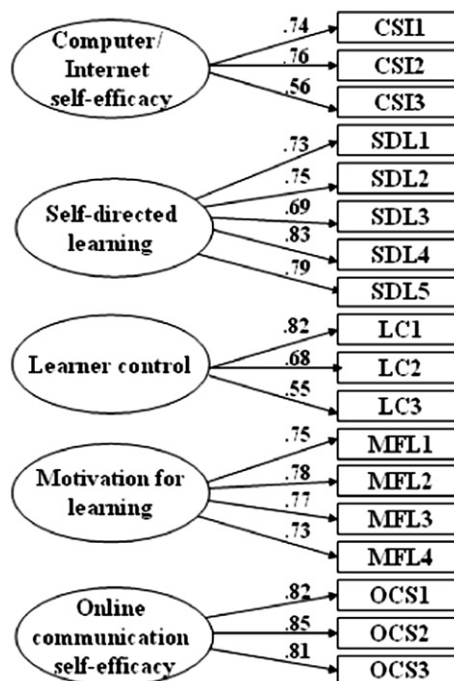 Computer/
Internet
self-efficacy
.74
CSI1
.76
CSI2
.56
CSI3
Self-directed
learning
.73
SDL1
.75
SDL2
.69
SDL3
.83
SDL4
.79
SDL5
Learner control
.82
LC1
.68
LC2
.55
LC3
Motivation for
learning
.75
MFL1
.78
MFL2
.77
MFL3
.73
MFL4
Online
communication
self-efficacy
.82
OCS1
.85
OCS2
.81
OCS3